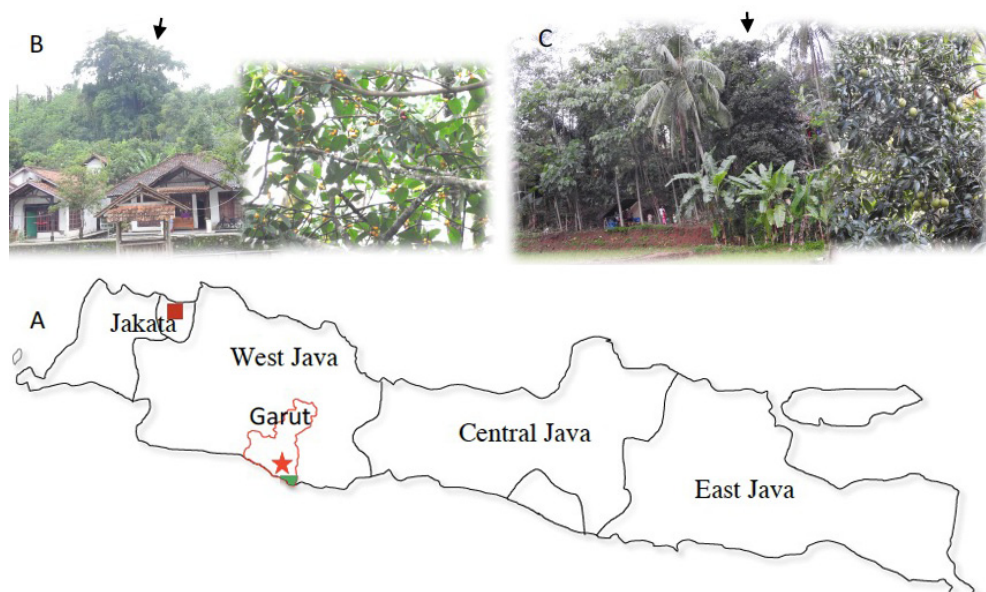 B
C
A
Jakata
West Java
Garut
Central Java
East Java